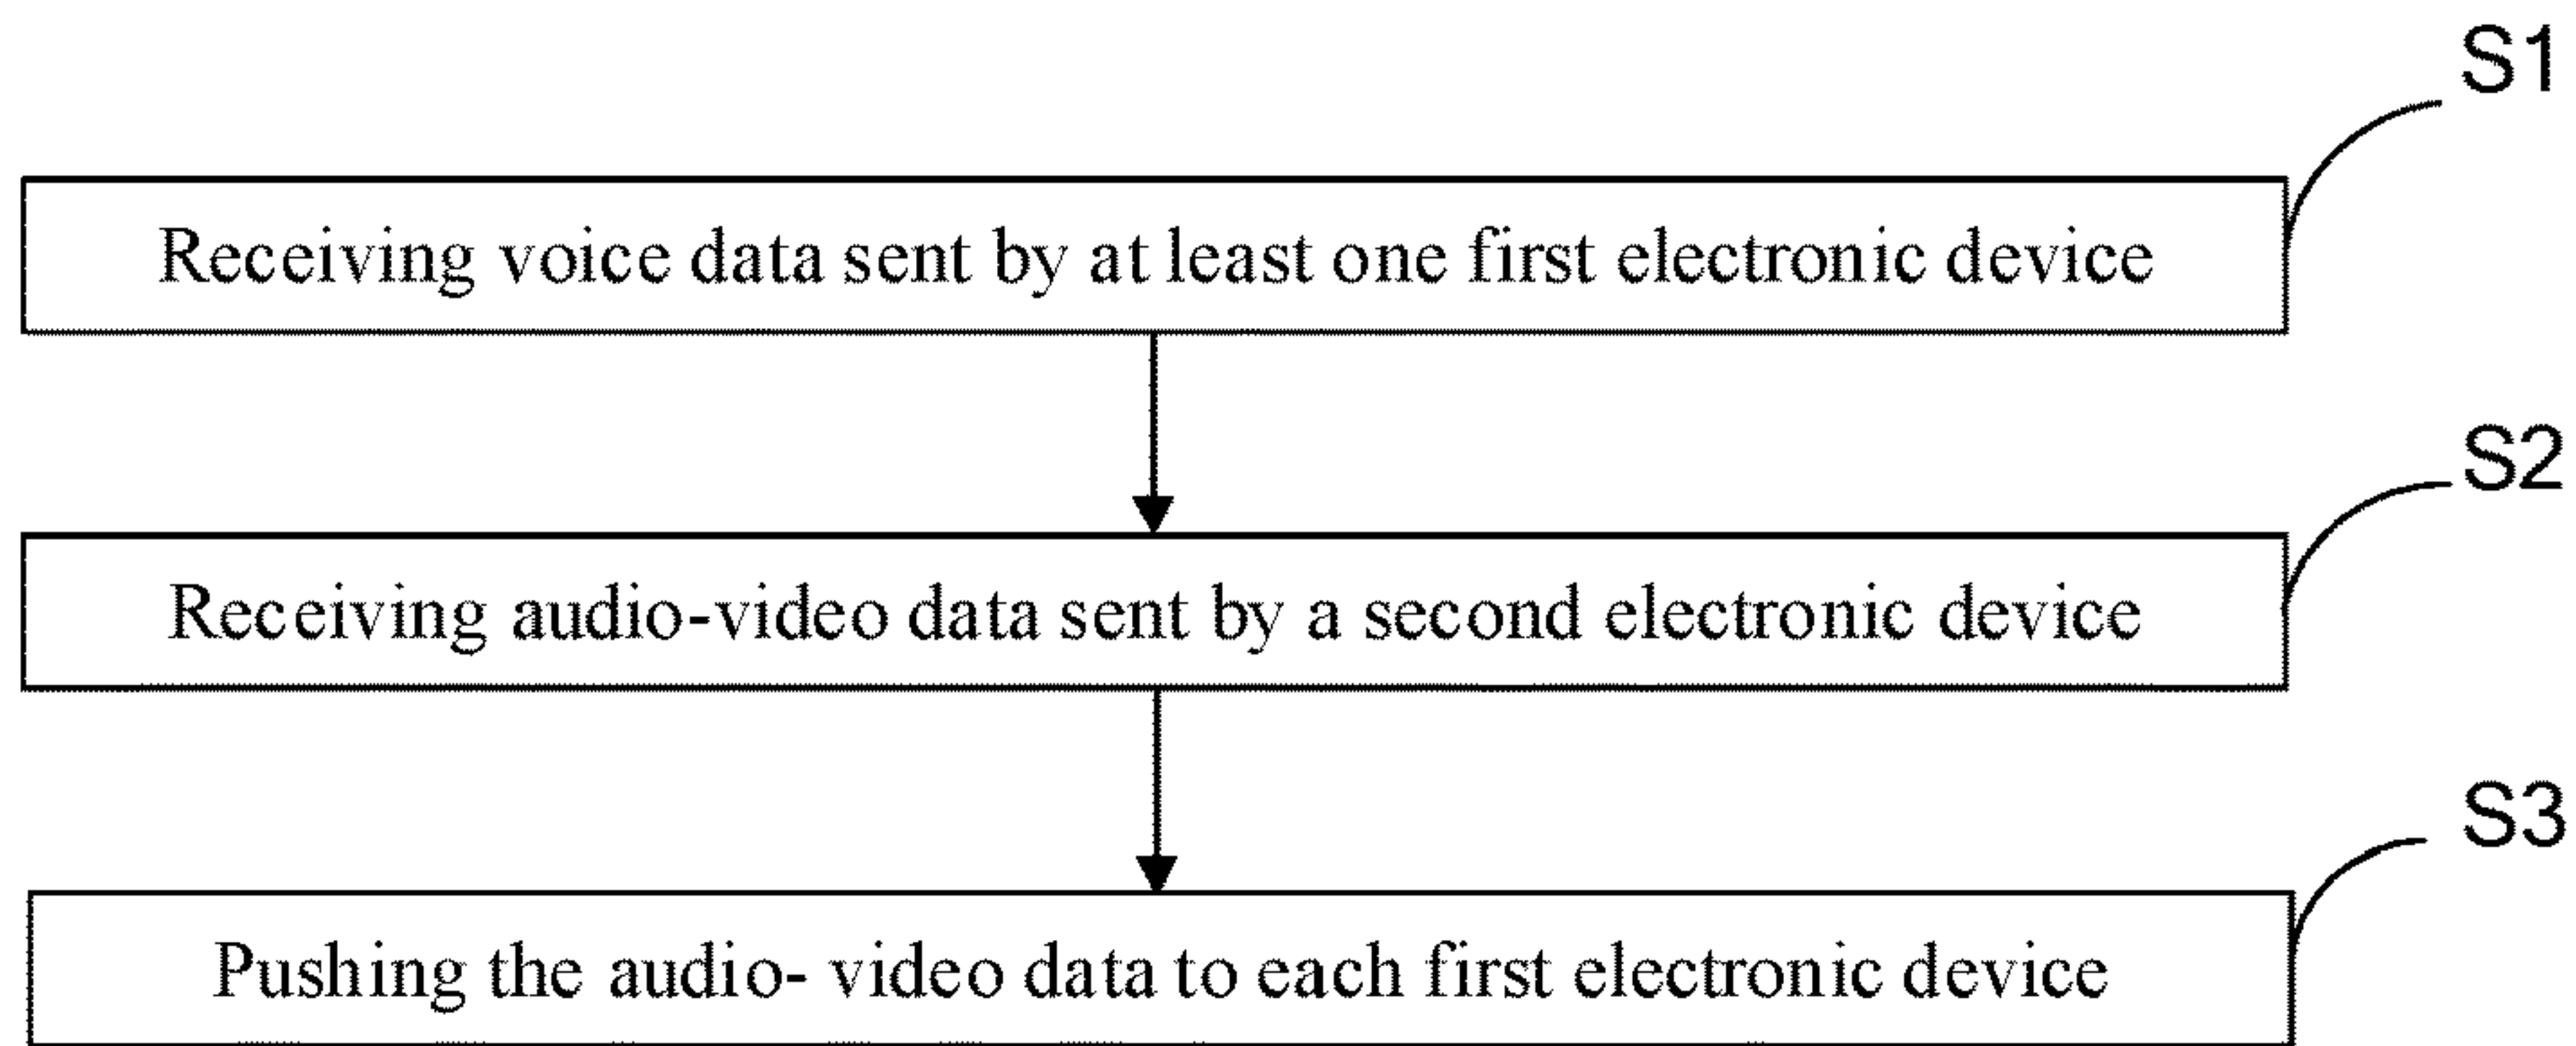 S1
Receiving voice data sent by at least one first electronic device
S2
Receiving audio-video data sent by a second electronic device
S3
Pushing the audio- video data to each first electronic device